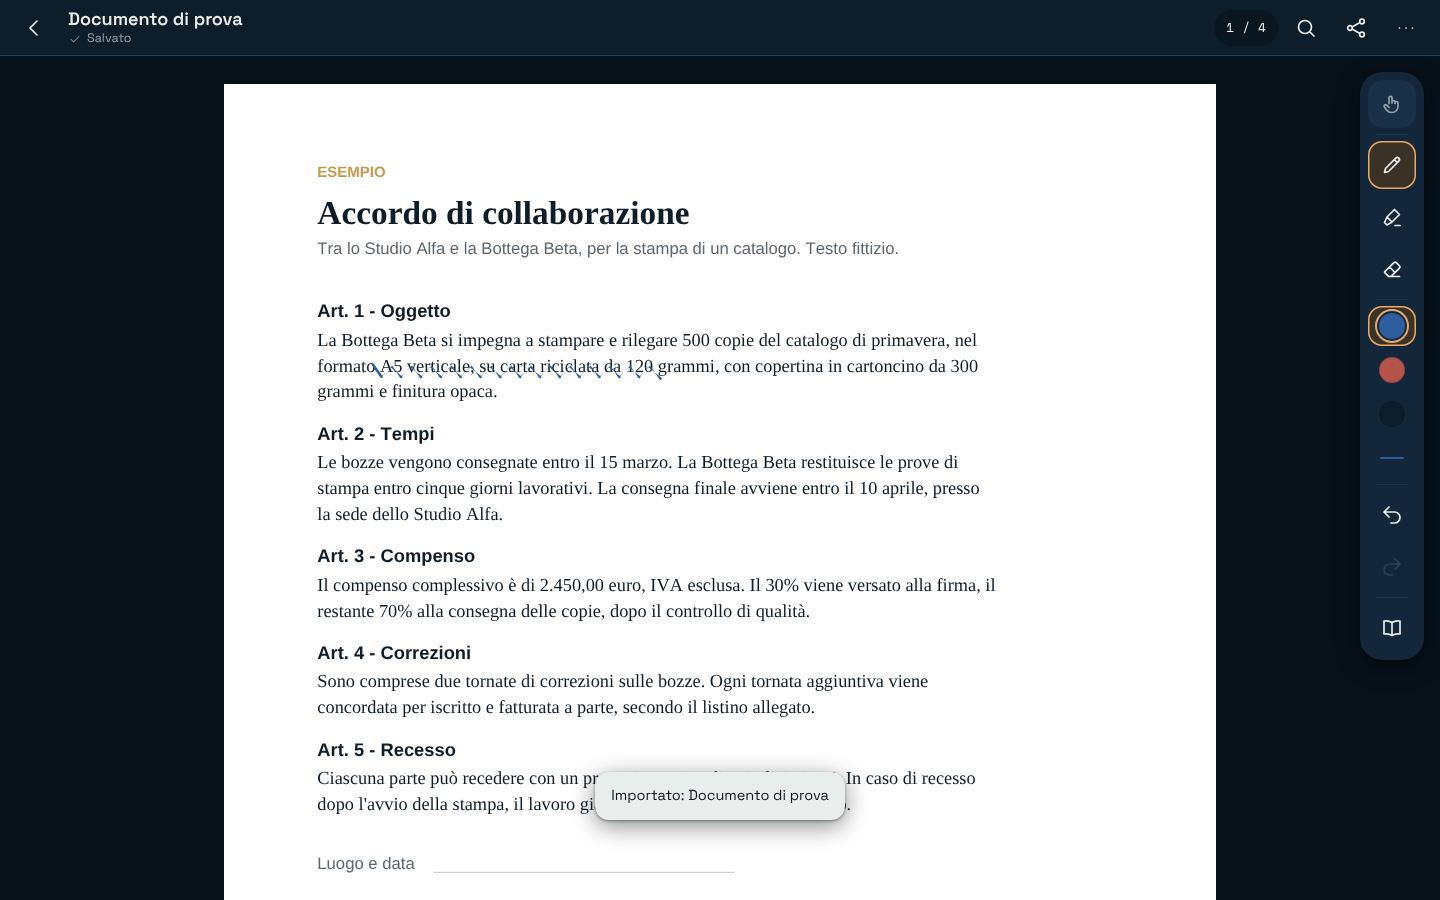 Documento di prova
Salvato
1 / 4
ESEMPIO
Accordo di collaborazione
Tra lo Studio Alfa e la Bottega Beta, per la stampa di un catalogo. Testo fittizio.
Art. 1 - Oggetto
La Bottega Beta si impegna a stampare e rilegare 500 copie del catalogo di primavera, nel
formato A5 verticale, su carta riciclata da 120 grammi, con copertina in cartoncino da 300
grammi e finitura opaca.
Art. 2 - Tempi
Le bozze vengono consegnate entro il 15 marzo. La Bottega Beta restituisce le prove di
stampa entro cinque giorni lavorativi. La consegna finale avviene entro il 10 aprile, presso
la sede dello Studio Alfa.
Art. 3 - Compenso
Il compenso complessivo è di 2.450,00 euro, IVA esclusa. Il 30% viene versato alla firma, il
restante 70% alla consegna delle copie, dopo il controllo di qualità.
Art. 4 - Correzioni
Sono comprese due tornate di correzioni sulle bozze. Ogni tornata aggiuntiva viene
concordata per iscritto e fatturata a parte, secondo il listino allegato.
Art. 5 - Recesso
Ciascuna parte può recedere con un In caso di recesso
dopo l'avvio della stampa, il lavoro
Importato: Documento di prova
Luogo e data